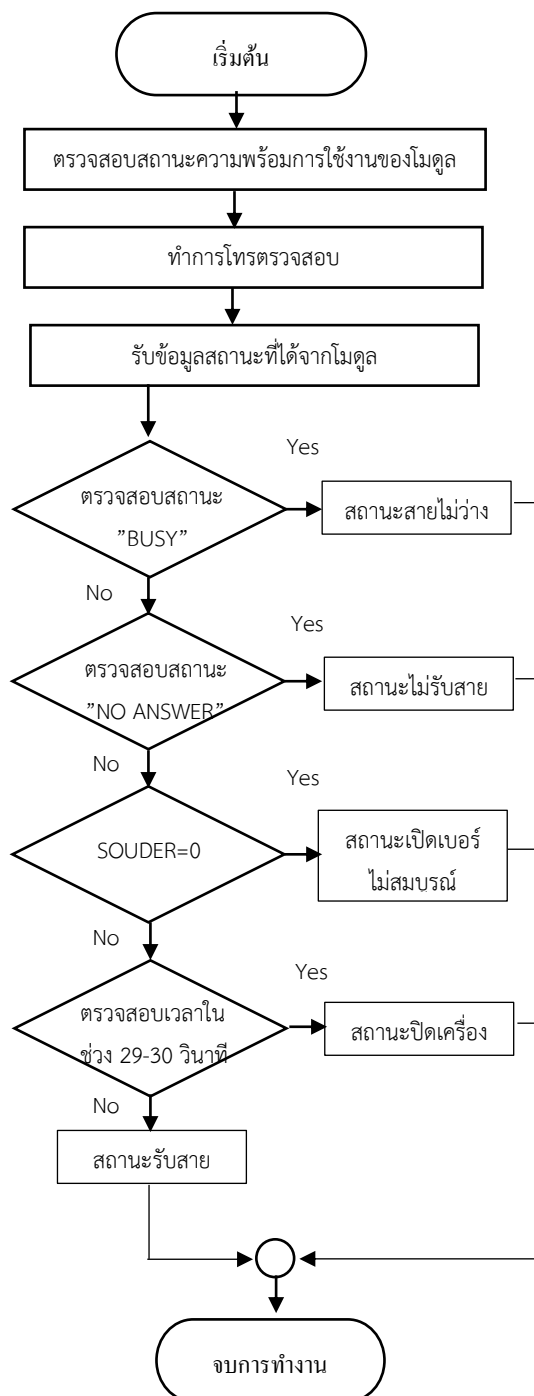 เริ่มต้น
ตรวจสอบสถานะความพร้อมการใช้งานของโมดูล
ทำการโทรตรวจสอบ
รับข้อมูลสถานะที่ได้จากโมดูล
Yes
ตรวจสอบสถานะ
”BUSY”
สถานะสายไม่ว่าง
No
Yes
ตรวจสอบสถานะ
”NO ANSWER”
สถานะไม่รับสาย
No
Yes
SOUDER=0
สถานะเปิดเบอร์
ไม่สมบรณ์
No
Yes
ตรวจสอบเวลาใน
ช่วง 29-30 วินาที
สถานะปิดเครื่อง
No
สถานะรับสาย
จบการทำงาน